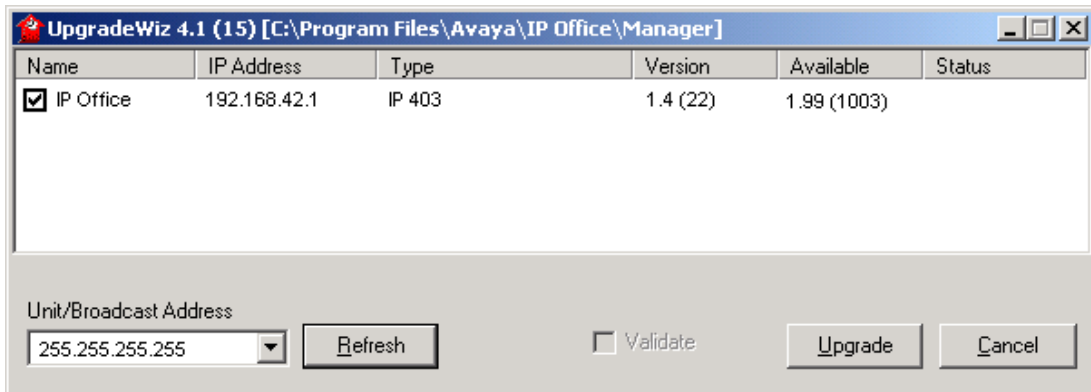 UpgradeWiz 4.1 (15) [C:\Program Files\Avaya\IP Office\Manager]
Name IP Address Type Version Available Status
IP Office 192.168.42.1 IP 403 1.4 (22) 1.99 (1003)
Unit/Broadcast Address
255.255.255.255 Refresh Validate Upgrade Cancel